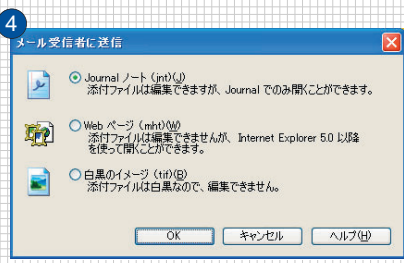 4
メール受信者に送信
Journal ノート (jnt)(J)
添付ファイルは編集できますが、Journal でのみ開くことができます。
Web ページ (mht)(W)
添付ファイルは編集できませんが、Internet Explorer 5.0 以降
を使って開くことができます。
白黒のイメージ (tif)(B)
添付ファイルは白黒なので、編集できません。
OK キャンセル ヘルプ(H)